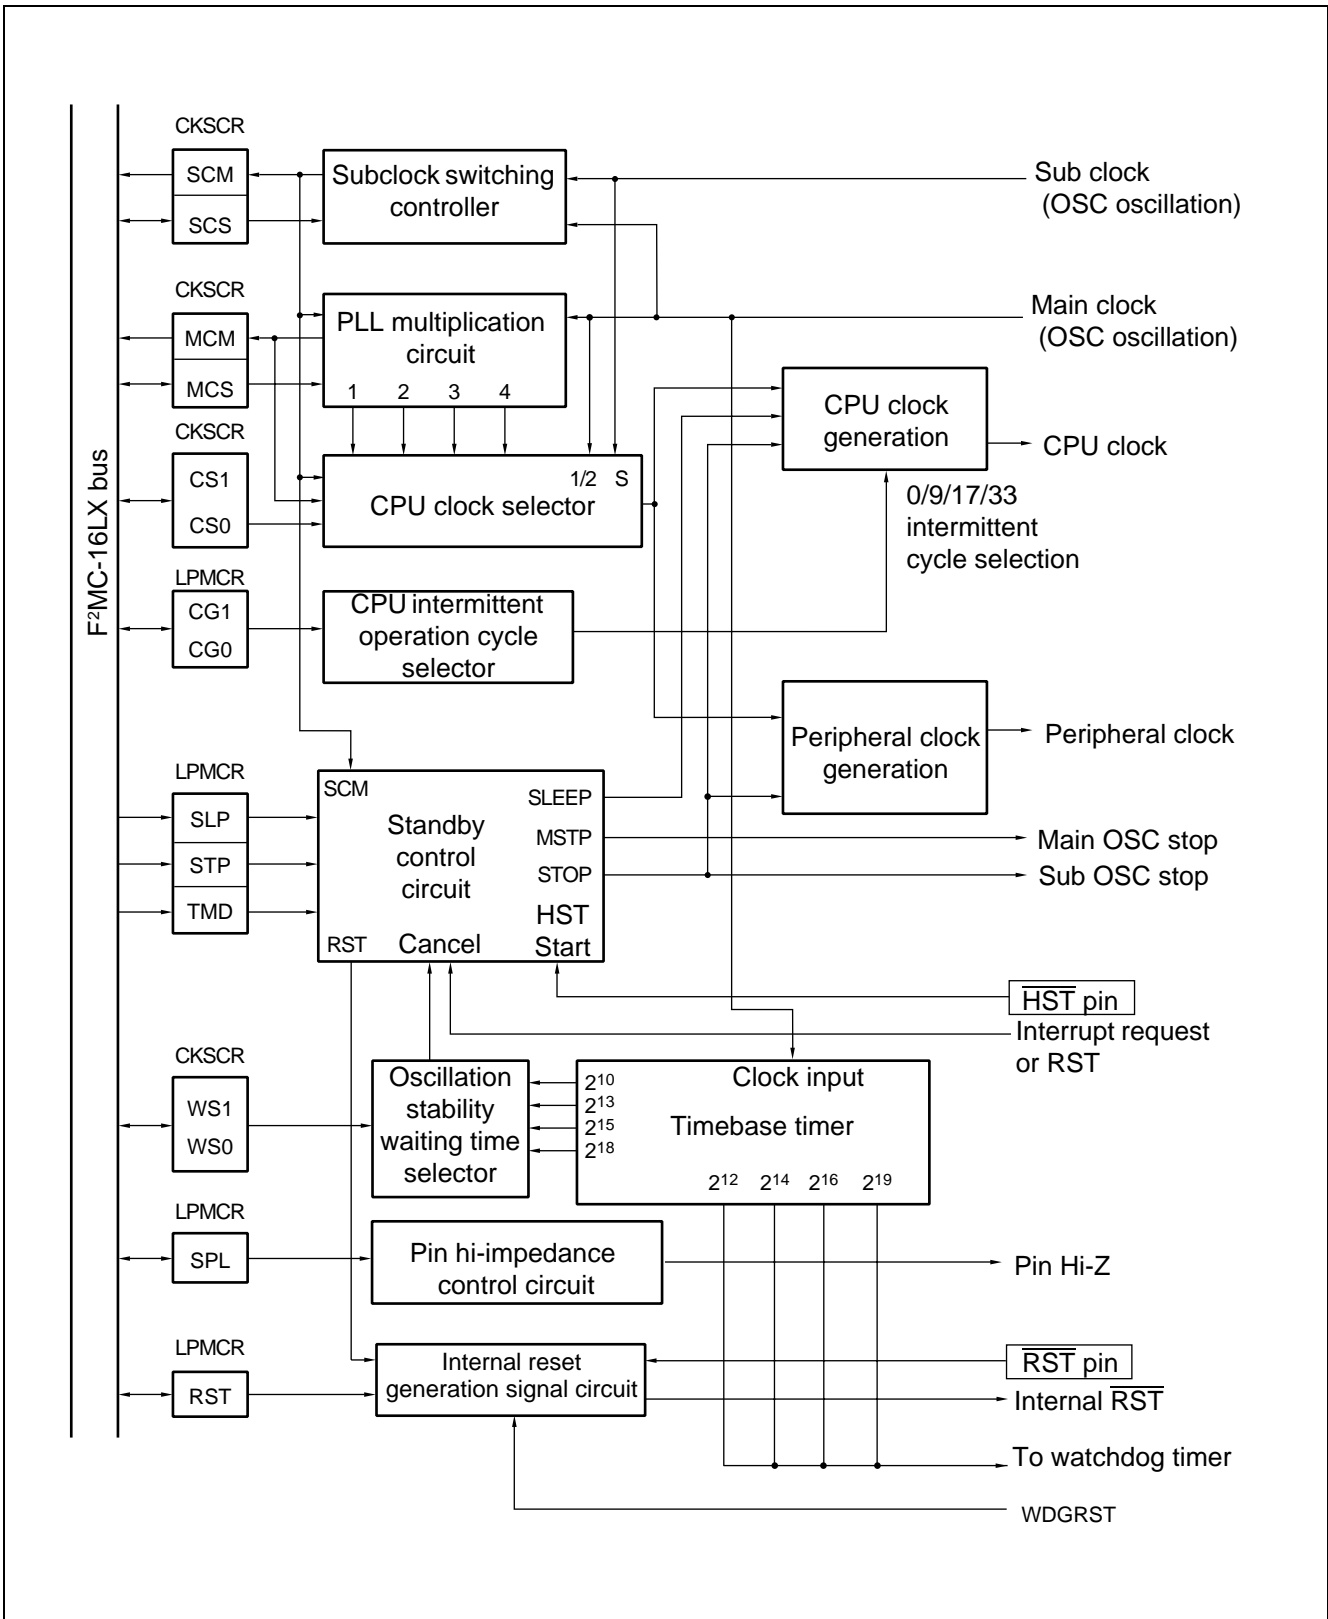 F²MC-16LX bus
CKSCR
SCM
SCS
Subclock switching
controller
Sub clock
(OSC oscillation)
CKSCR
MCM
MCS
PLL multiplication
circuit
1 2 3 4
Main clock
(OSC oscillation)
CKSCR
CS1
CS0
1/2 S
CPU clock selector
CPU clock
generation
CPU clock
0/9/17/33
intermittent
cycle selection
LPMCR
CG1
CG0
CPU intermittent
operation cycle
selector
Peripheral clock
generation
Peripheral clock
LPMCR
SLP
STP
TMD
SCM
Standby
control
circuit
SLEEP
MSTP
STOP
HST
Start
RST
Cancel
Main OSC stop
Sub OSC stop
HST pin
Interrupt request
or RST
CKSCR
WS1
WS0
Oscillation
stability
waiting time
selector
2¹⁰
2¹³
2¹⁵
2¹⁸
Clock input
Timebase timer
2¹² 2¹⁴ 2¹⁶ 2¹⁹
LPMCR
SPL
Pin hi-impedance
control circuit
Pin Hi-Z
LPMCR
RST
Internal reset
generation signal circuit
RST pin
Internal RST
To watchdog timer
WDGRST